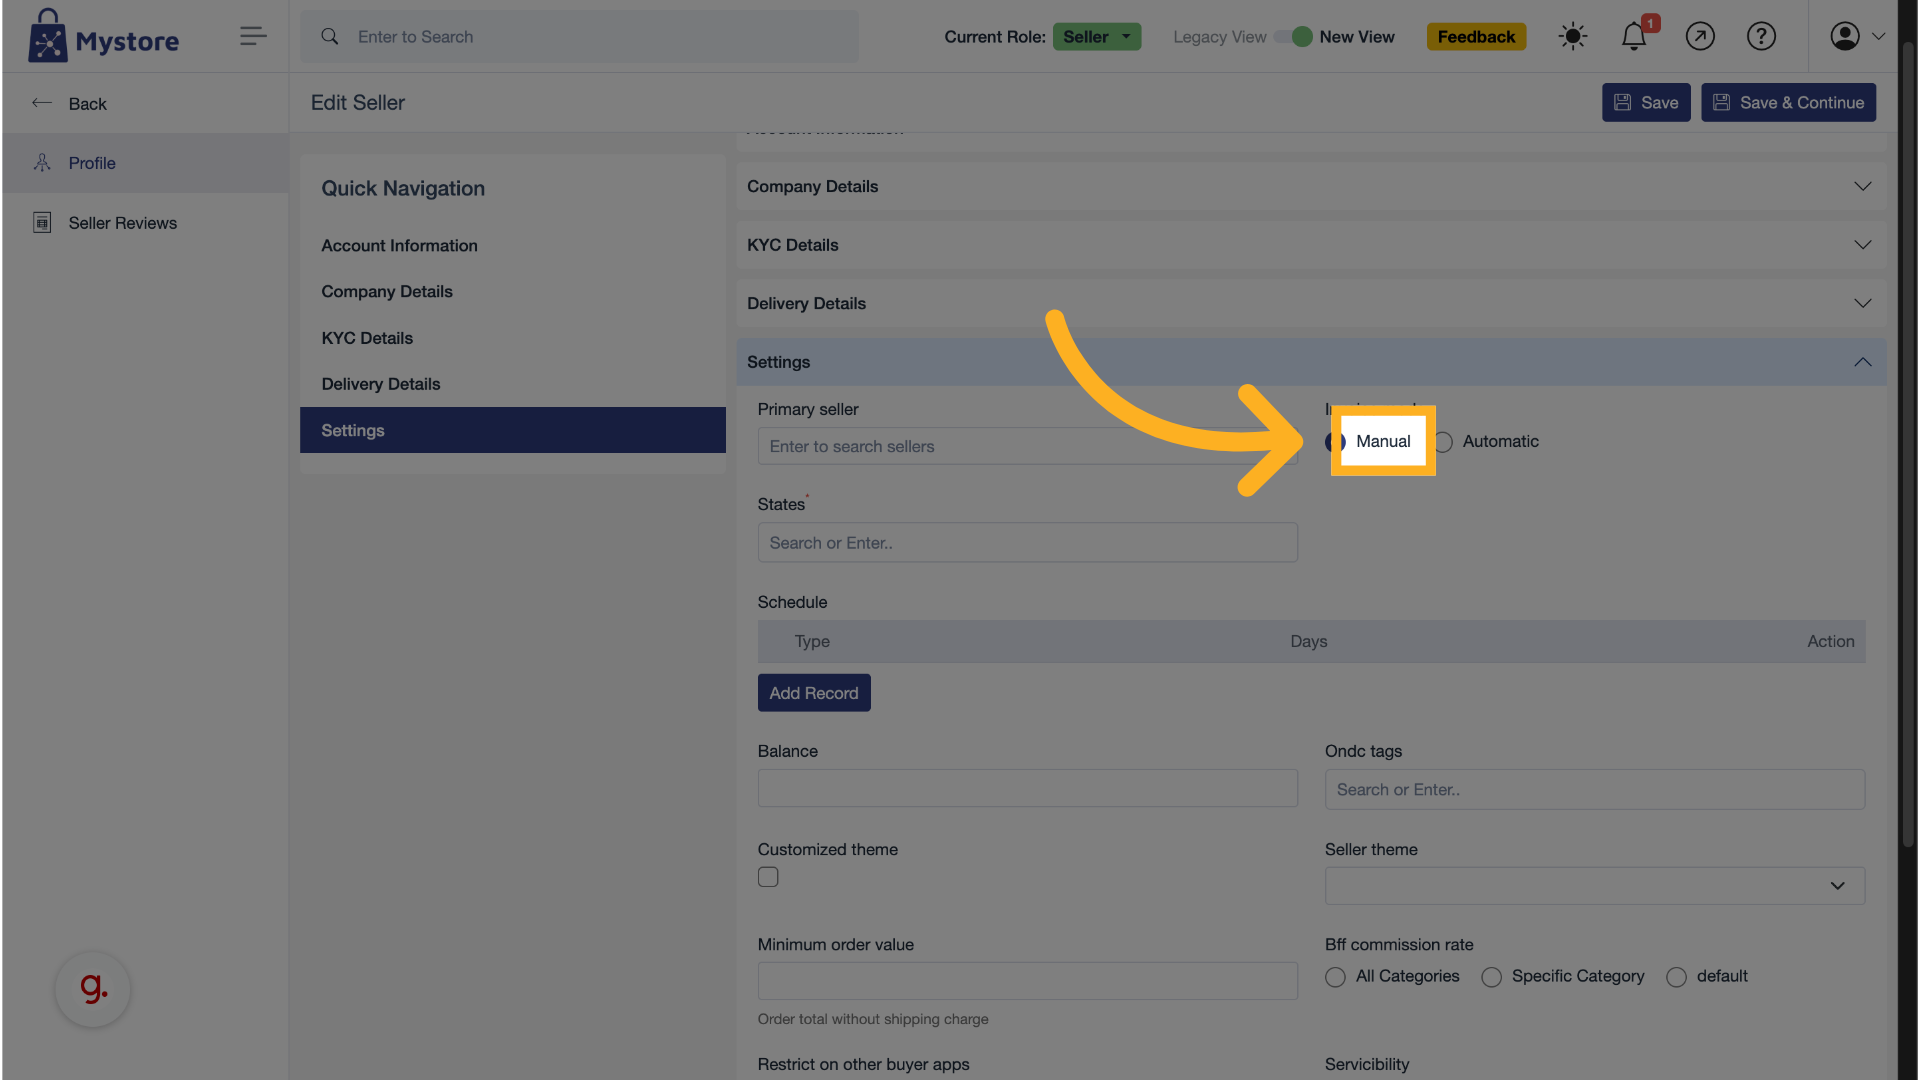 Mystore
Enter to Search
Current Role: Seller
Legacy View
New View
Feedback
1
Back
Edit Seller
Save
Save & Continue
Profile
Seller Reviews
Quick Navigation
Account Information
Company Details
KYC Details
Delivery Details
Settings
Company Details
KYC Details
Delivery Details
Settings
Primary seller
Enter to search sellers
Manual
Automatic
States*
Search or Enter..
Schedule
Type Days Action
Add Record
Balance
Ondc tags
Search or Enter..
Customized theme
Seller theme
Minimum order value
Order total without shipping charge
Bff commission rate
All Categories
Specific Category
default
Restrict on other buyer apps
Servicibility
g.